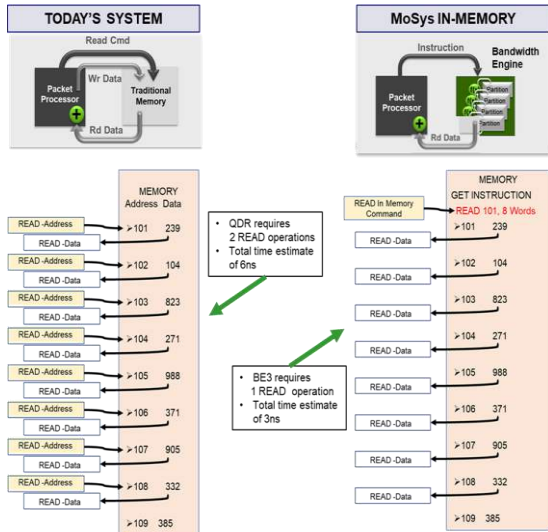 TODAY'S SYSTEM
Read Cmd
Wr Data
Packet
Processor
Traditional
Memory
Rd Data
MEMORY
Address Data
READ -Address
➢101 239
READ -Data
READ -Address
➢102 104
READ -Data
READ -Address
➢103 823
READ -Data
READ -Address
➢104 271
READ -Data
READ -Address
➢105 988
READ -Data
READ -Address
➢106 371
READ -Data
READ -Address
➢107 905
READ -Data
READ -Address
➢108 332
READ -Data
➢109 385
• QDR requires
2 READ operations
• Total time estimate
of 6ns
• BE3 requires
1 READ operation
• Total time estimate
of 3ns
MoSys IN-MEMORY
Instruction
Bandwidth
Engine
Packet
Processor
Partition
Partition
Partition
Partition
Rd Data
MEMORY
GET INSTRUCTION
READ In Memory
Command
READ 101, 8 Words
➢101 239
READ -Data
➢102 104
READ -Data
➢103 823
READ -Data
➢104 271
READ -Data
➢105 988
READ -Data
➢106 371
READ -Data
➢107 905
READ -Data
➢108 332
READ -Data
➢109 385